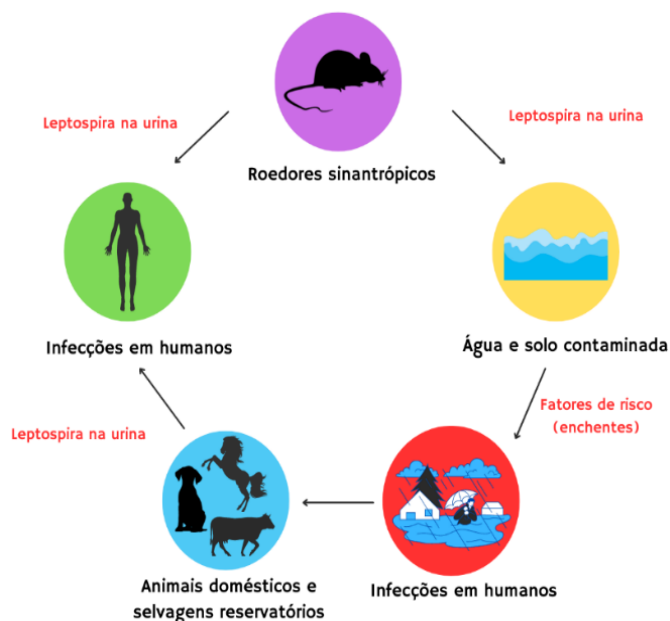 Leptospira na urina
Leptospira na urina
Roedores sinantrópicos
Infecções em humanos
Água e solo contaminada
Fatores de risco
(enchentes)
Leptospira na urina
Animais domésticos e
selvagens reservatórios
Infecções em humanos